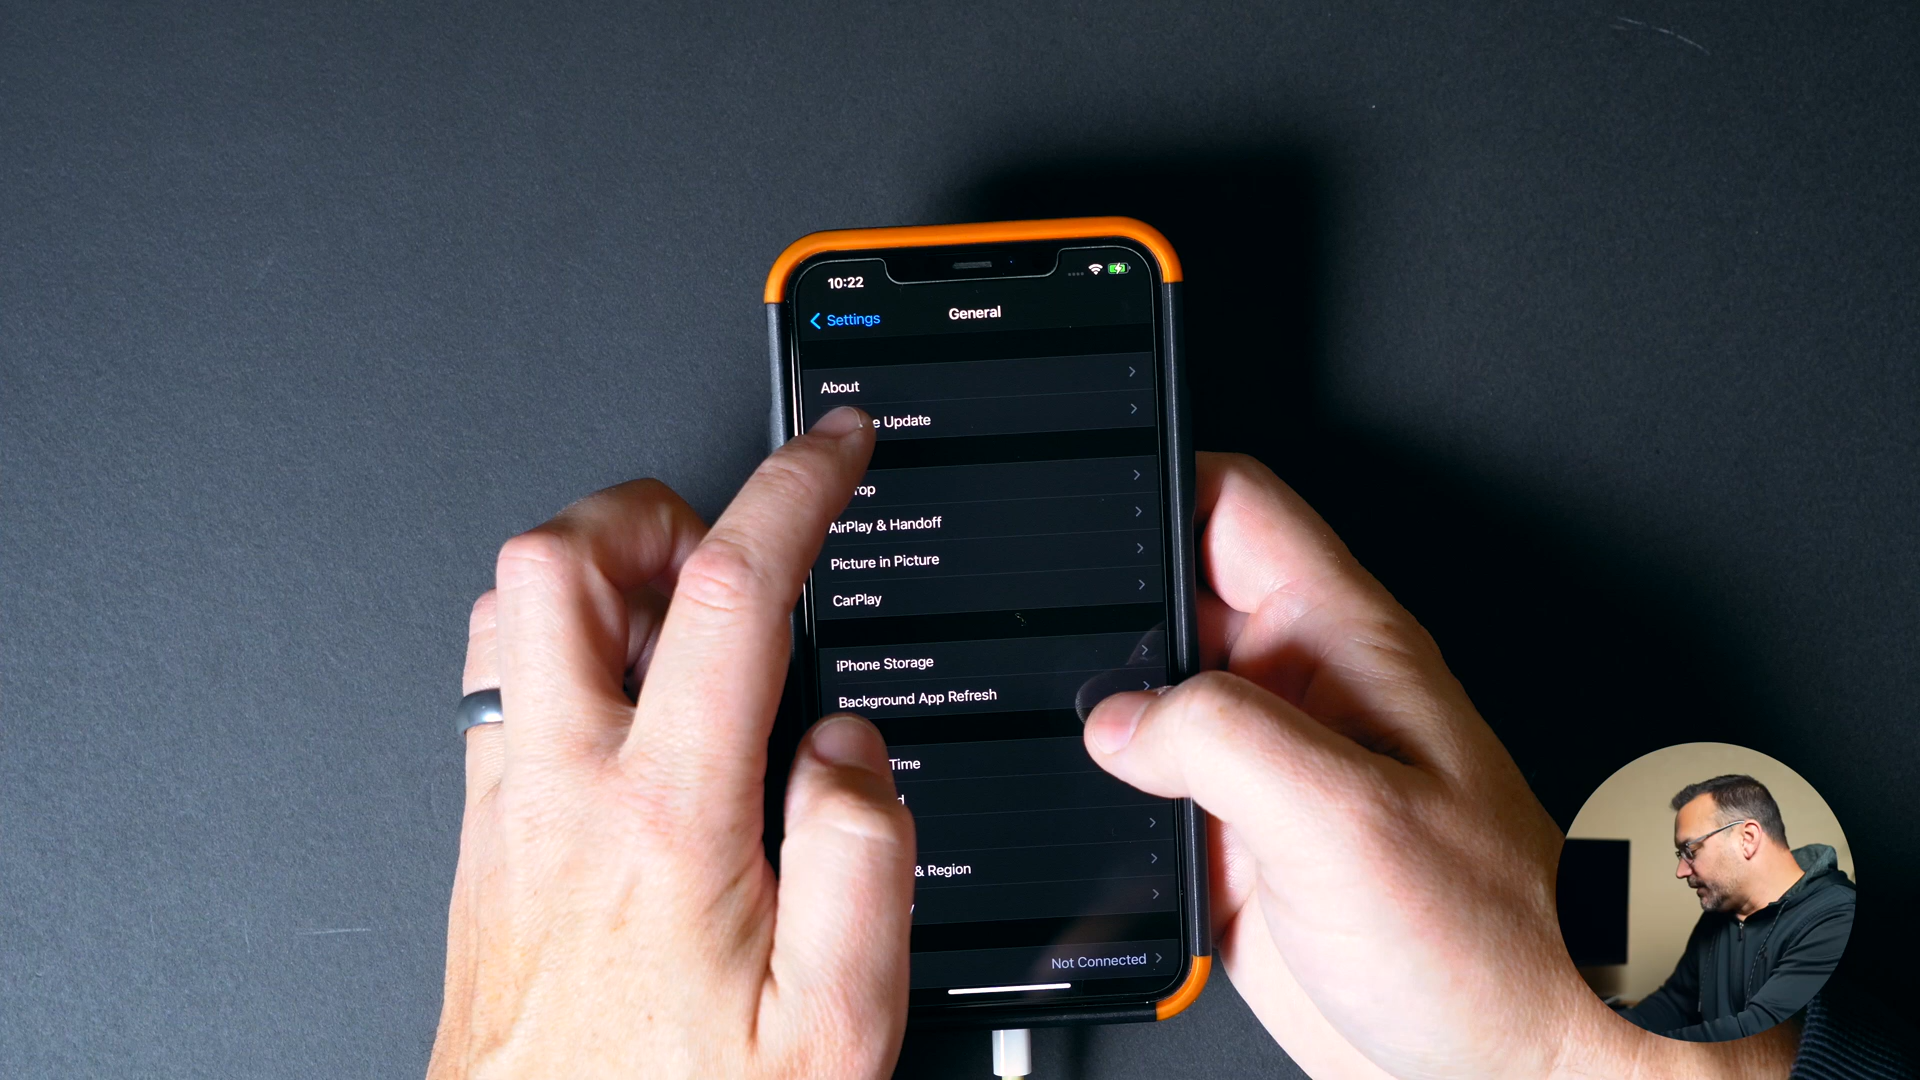 10:22
Settings
General
About
e Update
rop
AirPlay & Handoff
Picture in Picture
CarPlay
iPhone Storage
Background App Refresh
Time
d
& Region
y
Not Connected